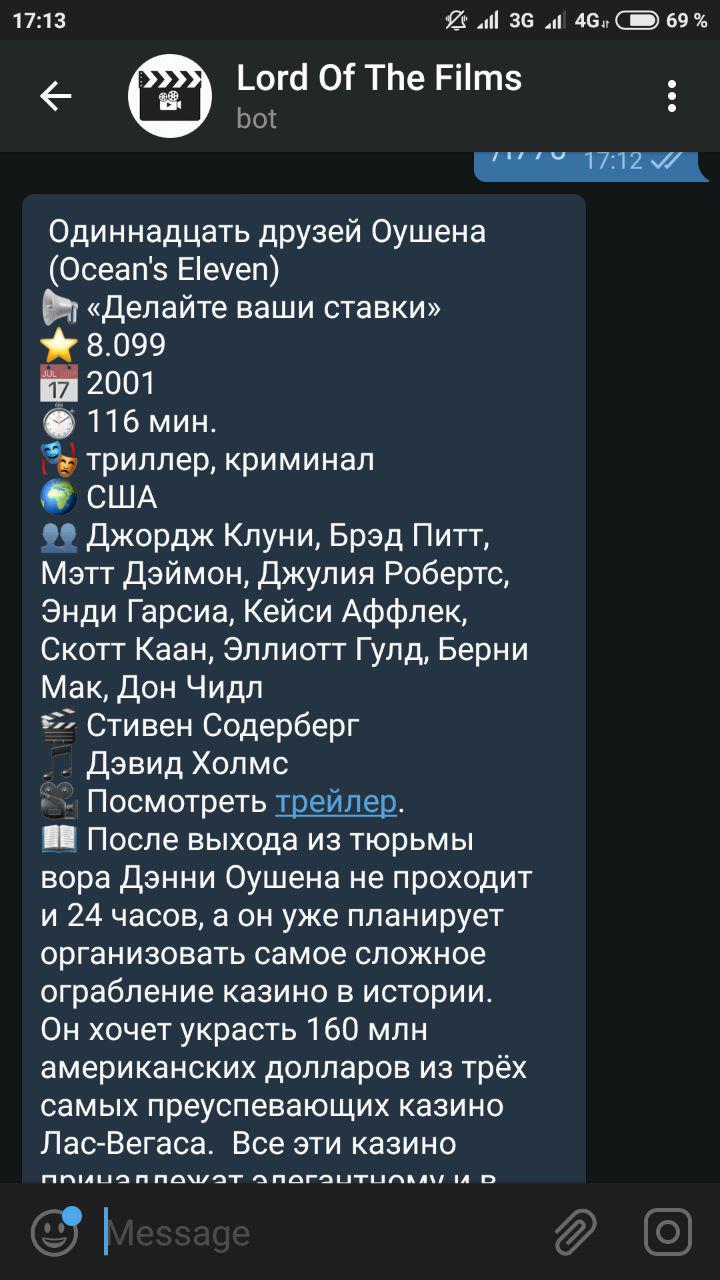 17:13 3G 4G 69 %
Lord Of The Films
bot
17:12
Одиннадцать друзей Оушена
(Ocean's Eleven)
«Делайте ваши ставки»
8.099
JUL
17 2001
116 мин.
триллер, криминал
США
Джордж Клуни, Брэд Питт,
Мэтт Дэймон, Джулия Робертс,
Энди Гарсиа, Кейси Аффлек,
Скотт Каан, Эллиотт Гулд, Берни
Мак, Дон Чидл
Стивен Содерберг
Дэвид Холмс
Посмотреть трейлер.
После выхода из тюрьмы
вора Дэнни Оушена не проходит
и 24 часов, а он уже планирует
организовать самое сложное
ограбление казино в истории.
Он хочет украсть 160 млн
американских долларов из трёх
самых преуспевающих казино
Лас-Вегаса. Все эти казино
принадлежат элегантному и в
Message